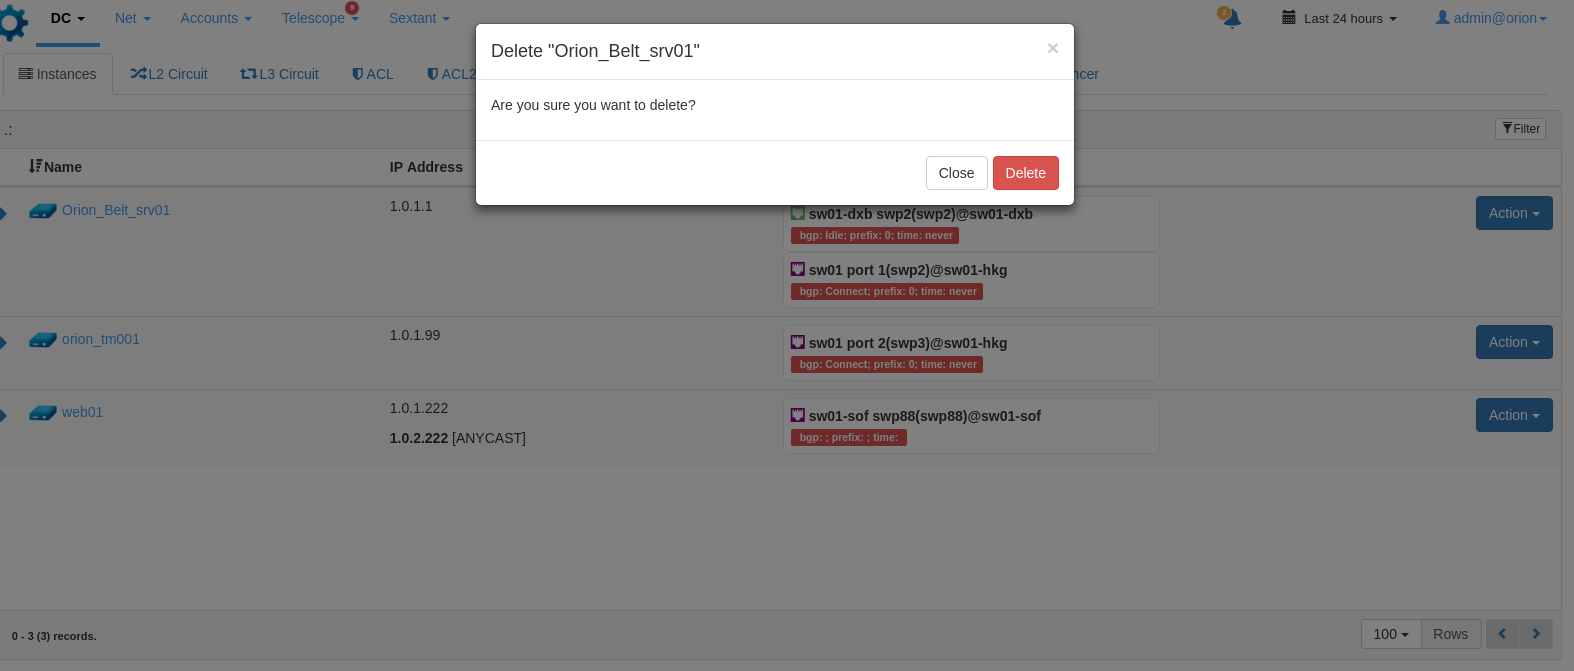 DC Net Accounts Telescope 9 Sextant 2 Last 24 hours admin@orion
Delete "Orion_Belt_srv01" ×
Instances L2 Circuit L3 Circuit ACL ACL2 ncer
Are you sure you want to delete?
.: Filter
Name IP Address
Close Delete
Orion_Belt_srv01 1.0.1.1 sw01-dxb swp2(swp2)@sw01-dxb Action
bgp: Idle; prefix: 0; time: never
sw01 port 1(swp2)@sw01-hkg
bgp: Connect; prefix: 0; time: never
orion_tm001 1.0.1.99 sw01 port 2(swp3)@sw01-hkg Action
bgp: Connect; prefix: 0; time: never
web01 1.0.1.222 sw01-sof swp88(swp88)@sw01-sof Action
1.0.2.222 [ANYCAST] bgp: ; prefix: ; time:
0 - 3 (3) records. 100 Rows